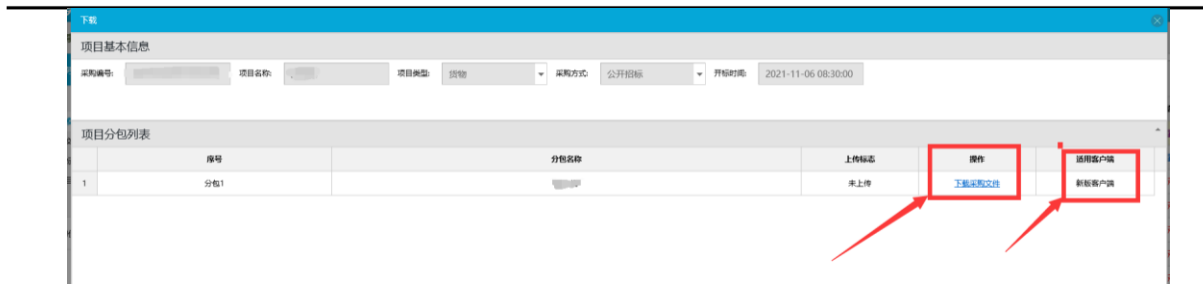 下载
项目基本信息
采购编号: 项目名称: 项目类型: 货物 采购方式: 公开招标 开标时间: 2021-11-06 08:30:00
项目分包列表
序号 分包名称 上传标志 操作 适用客户端
1 分包1 未上传 下载采购文件 新版客户端